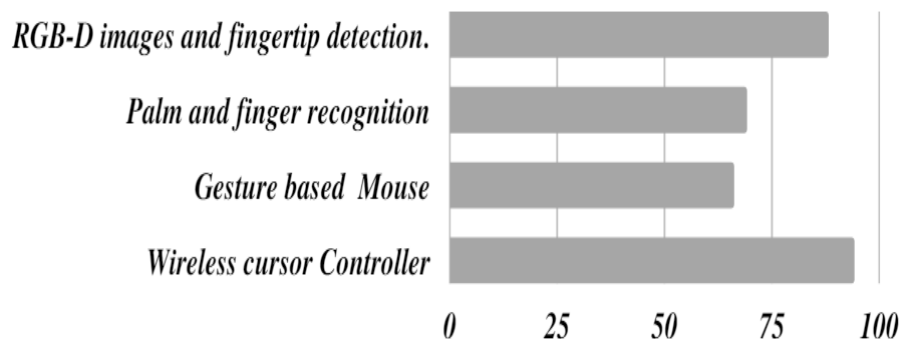 RGB-D images and fingertip detection.
Palm and finger recognition
Gesture based  Mouse
Wireless cursor Controller
0 25 50 75 100